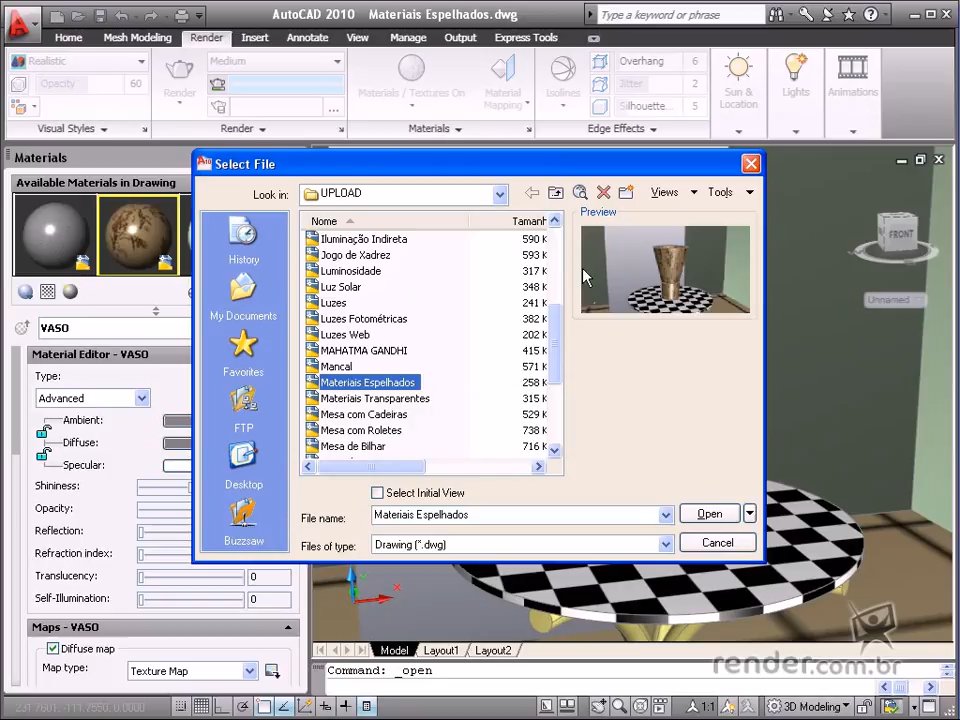 AutoCAD 2010 Materiais Espelhados.dwg
Type a keyword or phrase
Home Mesh Modeling Render Insert Annotate View Manage Output Express Tools
Realistic
Opacity 60
Visual Styles
Render
Medium
...
Render
Materials / Textures On
Material Mapping
Materials
Isolines
Overhang 6
Jitter 2
Silhouette... 5
Edge Effects
Sun & Location
Lights
Animations
Materials
Available Materials in Drawing
VASO
Material Editor - VASO
Type:
Advanced
Ambient:
Diffuse:
Specular:
Shininess:
Opacity:
Reflection:
Refraction index:
Translucency: 0
Self-Illumination: 0
Maps - VASO
Diffuse map
Map type: Texture Map
Select File
Look in: UPLOAD
Views Tools
History
My Documents
Favorites
FTP
Desktop
Buzzsaw
Nome Tamanh
Iluminação Indireta 590 K
Jogo de Xadrez 593 K
Luminosidade 317 K
Luz Solar 348 K
Luzes 241 K
Luzes Fotométricas 382 K
Luzes Web 202 K
MAHATMA GANDHI 415 K
Mancal 571 K
Materiais Espelhados 258 K
Materiais Transparentes 315 K
Mesa com Cadeiras 529 K
Mesa com Roletes 738 K
Mesa de Bilhar 716 K
Preview
Select Initial View
File name: Materiais Espelhados
Open
Files of type: Drawing (*.dwg)
Cancel
FRONT
Unnamed
Model Layout1 Layout2
Command: _open
render.com.br
1:1
3D Modeling